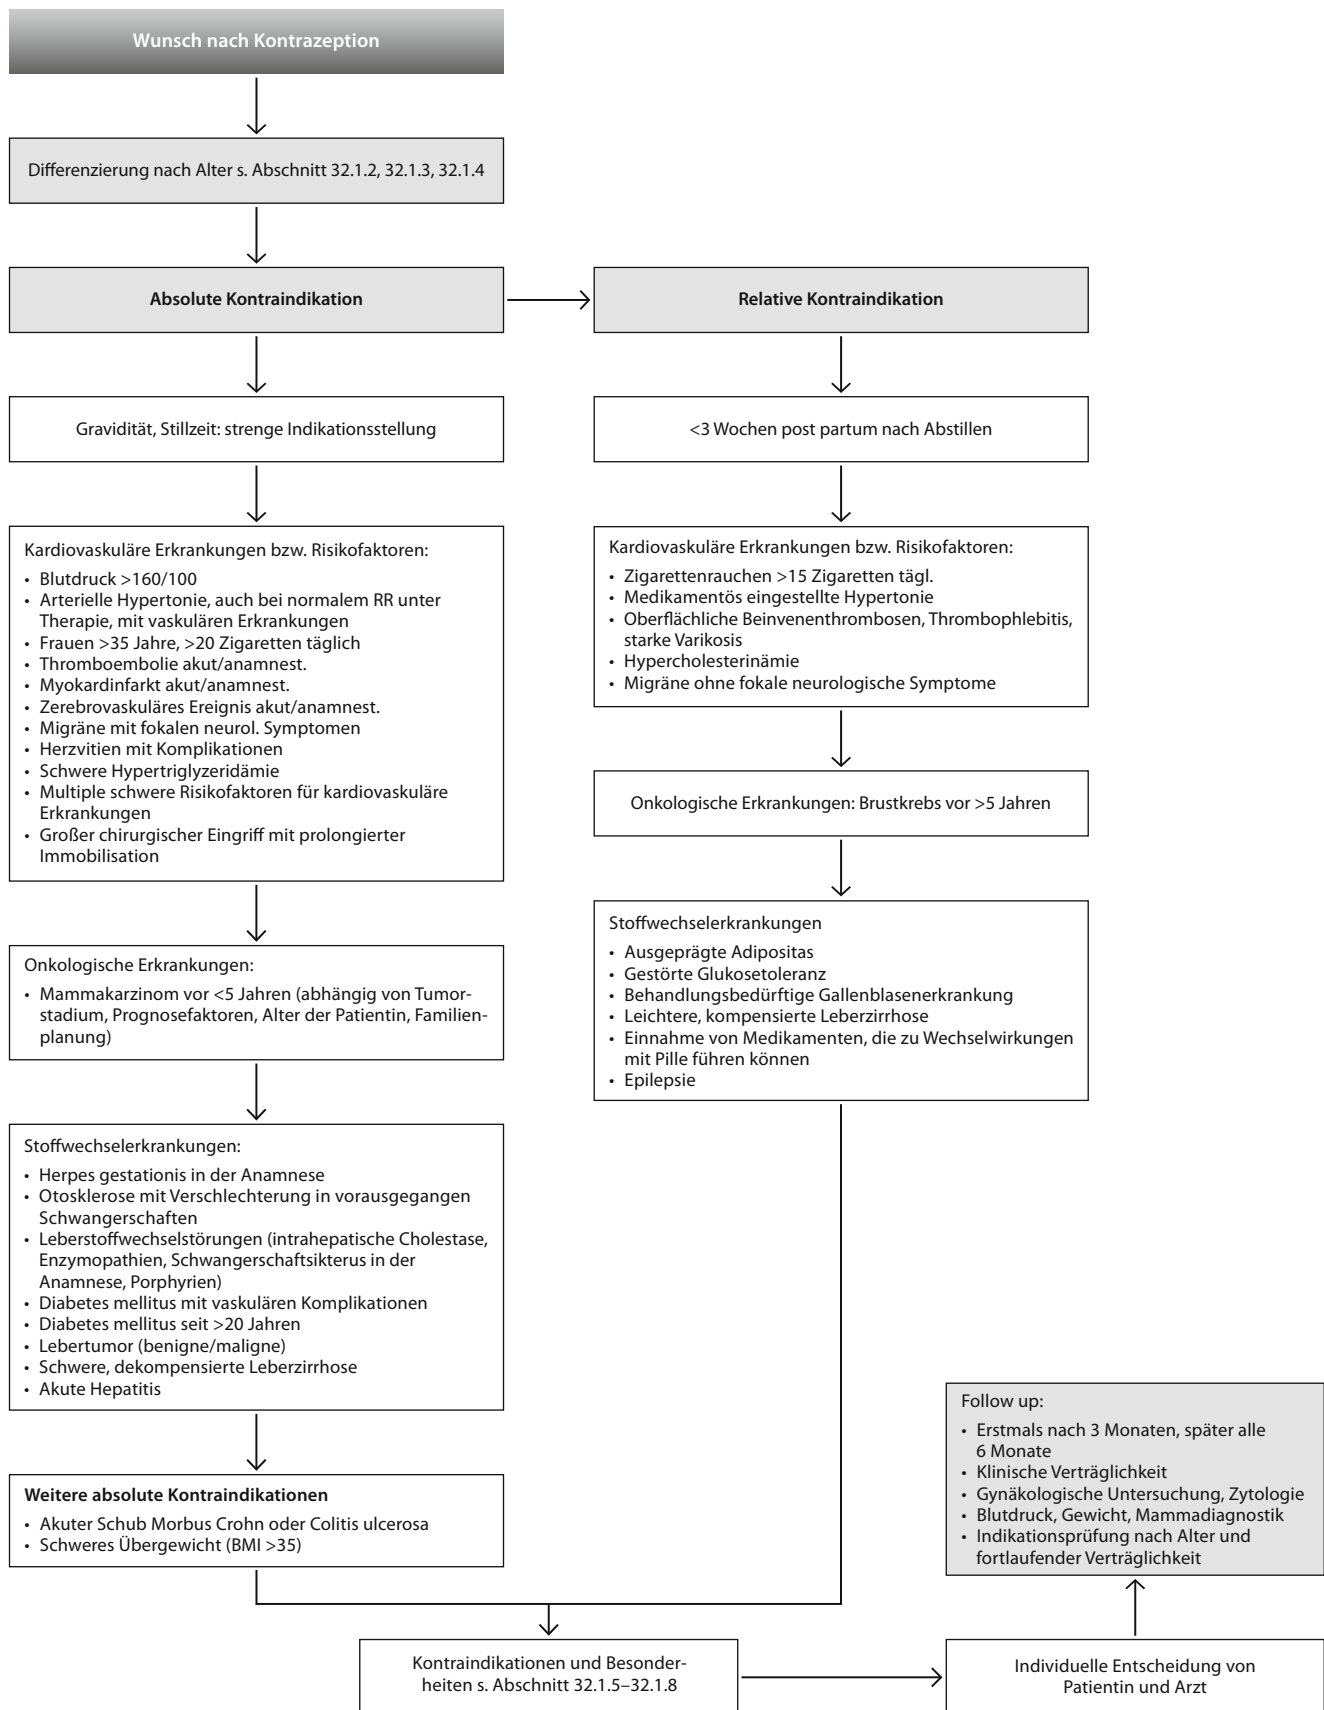 Wunsch nach Kontrazeption
Differenzierung nach Alter s. Abschnitt 32.1.2, 32.1.3, 32.1.4
Absolute Kontraindikation
Gravidität, Stillzeit: strenge Indikationsstellung
Kardiovaskuläre Erkrankungen bzw. Risikofaktoren:
• Blutdruck >160/100
• Arterielle Hypertonie, auch bei normalem RR unter
Therapie, mit vaskulären Erkrankungen
• Frauen >35 Jahre, >20 Zigaretten täglich
• Thromboembolie akut/anamnest.
• Myokardinfarkt akut/anamnest.
• Zerebrovaskuläres Ereignis akut/anamnest.
• Migräne mit fokalen neurol. Symptomen
• Herzvitien mit Komplikationen
• Schwere Hypertriglyzeridämie
• Multiple schwere Risikofaktoren für kardiovaskuläre
Erkrankungen
• Großer chirurgischer Eingriff mit prolongierter
Immobilisation
Onkologische Erkrankungen:
• Mammakarzinom vor <5 Jahren (abhängig von Tumor-
stadium, Prognosefaktoren, Alter der Patientin, Familien-
planung)
Stoffwechselerkrankungen:
• Herpes gestationis in der Anamnese
• Otosklerose mit Verschlechterung in vorausgegangen
Schwangerschaften
• Leberstoffwechselstörungen (intrahepatische Cholestase,
Enzymopathien, Schwangerschaftsikterus in der
Anamnese, Porphyrien)
• Diabetes mellitus mit vaskulären Komplikationen
• Diabetes mellitus seit >20 Jahren
• Lebertumor (benigne/maligne)
• Schwere, dekompensierte Leberzirrhose
• Akute Hepatitis
Weitere absolute Kontraindikationen
• Akuter Schub Morbus Crohn oder Colitis ulcerosa
• Schweres Übergewicht (BMI >35)
Relative Kontraindikation
<3 Wochen post partum nach Abstillen
Kardiovaskuläre Erkrankungen bzw. Risikofaktoren:
• Zigarettenrauchen >15 Zigaretten tägl.
• Medikamentös eingestellte Hypertonie
• Oberflächliche Beinvenenthrombosen, Thrombophlebitis,
starke Varikosis
• Hypercholesterinämie
• Migräne ohne fokale neurologische Symptome
Onkologische Erkrankungen: Brustkrebs vor >5 Jahren
Stoffwechselerkrankungen
• Ausgeprägte Adipositas
• Gestörte Glukosetoleranz
• Behandlungsbedürftige Gallenblasenerkrankung
• Leichtere, kompensierte Leberzirrhose
• Einnahme von Medikamenten, die zu Wechselwirkungen
mit Pille führen können
• Epilepsie
Kontraindikationen und Besonder-
heiten s. Abschnitt 32.1.5–32.1.8
Individuelle Entscheidung von
Patientin und Arzt
Follow up:
• Erstmals nach 3 Monaten, später alle
6 Monate
• Klinische Verträglichkeit
• Gynäkologische Untersuchung, Zytologie
• Blutdruck, Gewicht, Mammadiagnostik
• Indikationsprüfung nach Alter und
fortlaufender Verträglichkeit